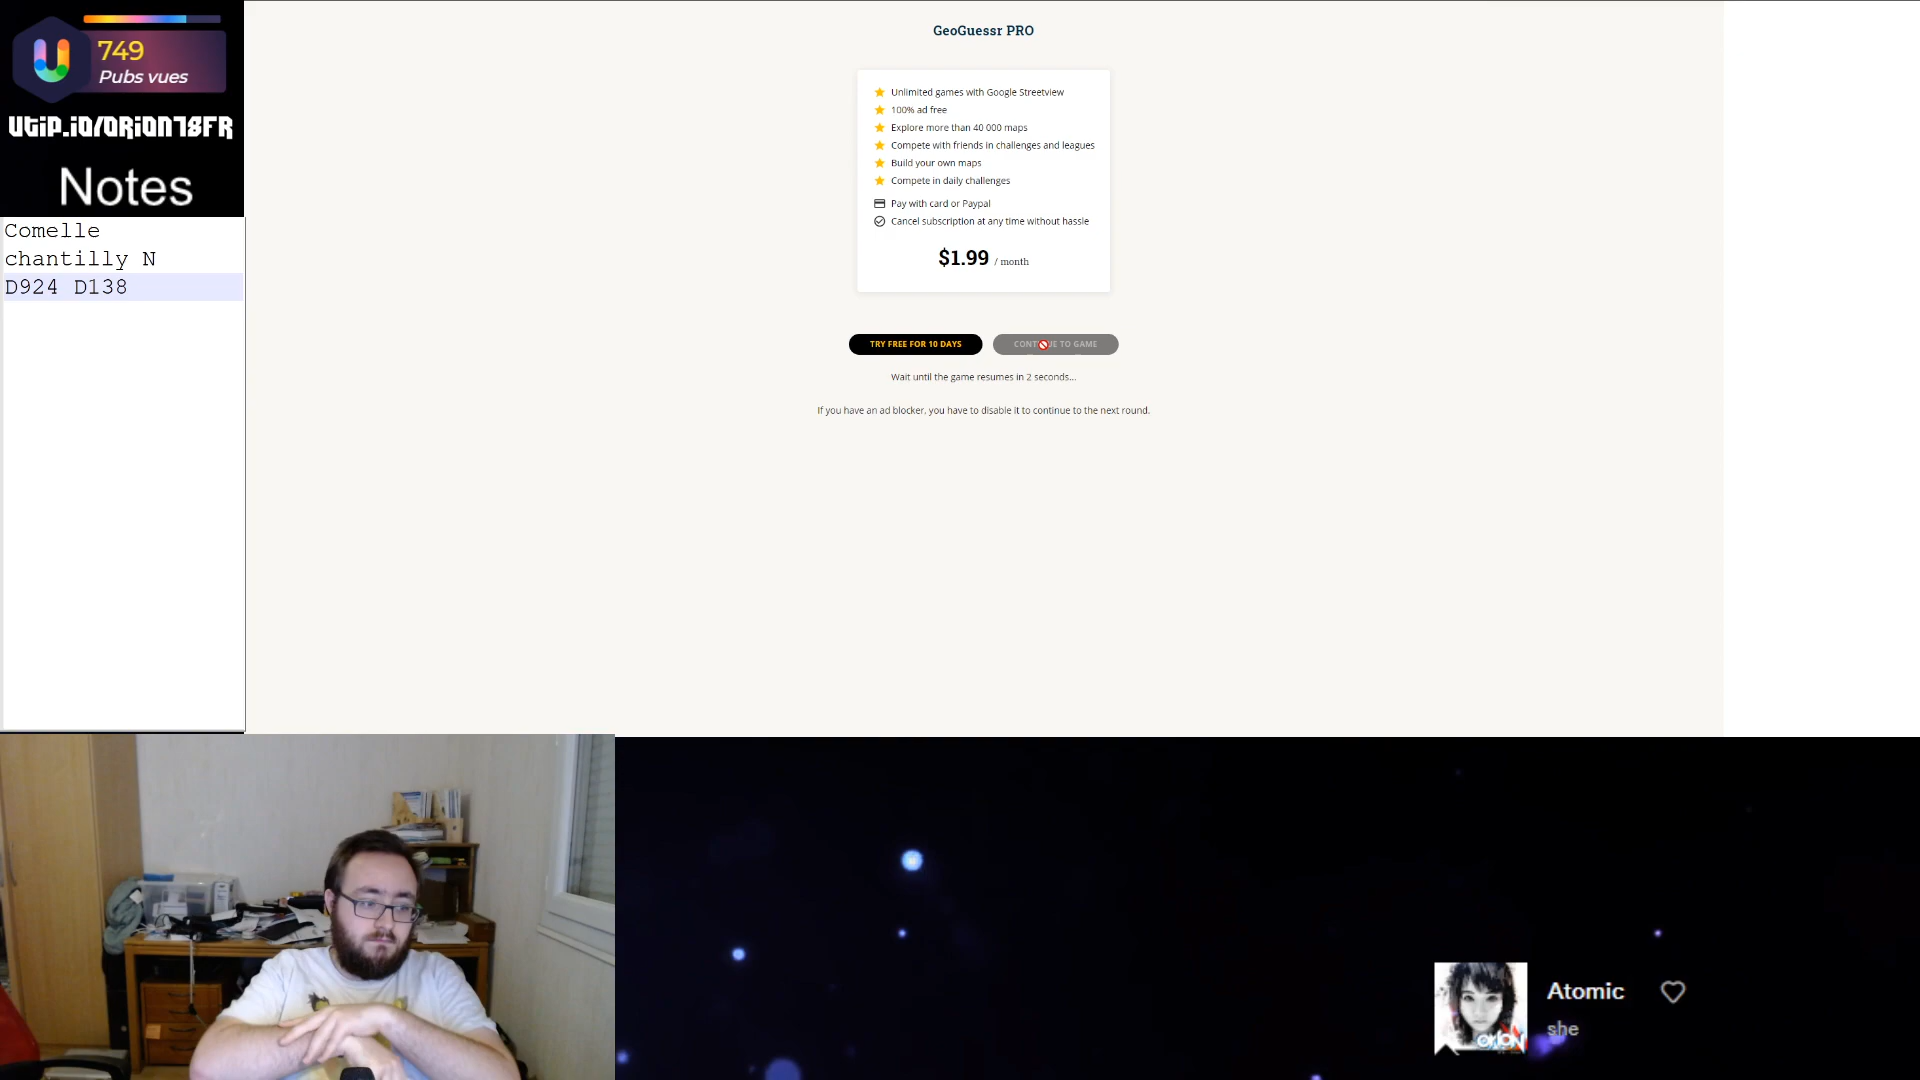 749
Pubs vues
UTIP.IO/ORION78FR
Notes
Comelle
chantilly N
D924 D138
GeoGuessr PRO
Unlimited games with Google Streetview
100% ad free
Explore more than 40 000 maps
Compete with friends in challenges and leagues
Build your own maps
Compete in daily challenges
Pay with card or Paypal
Cancel subscription at any time without hassle
$1.99 / month
TRY FREE FOR 10 DAYS
CONTINUE TO GAME
Wait until the game resumes in 2 seconds...
If you have an ad blocker, you have to disable it to continue to the next round.
Atomic
she
ORION